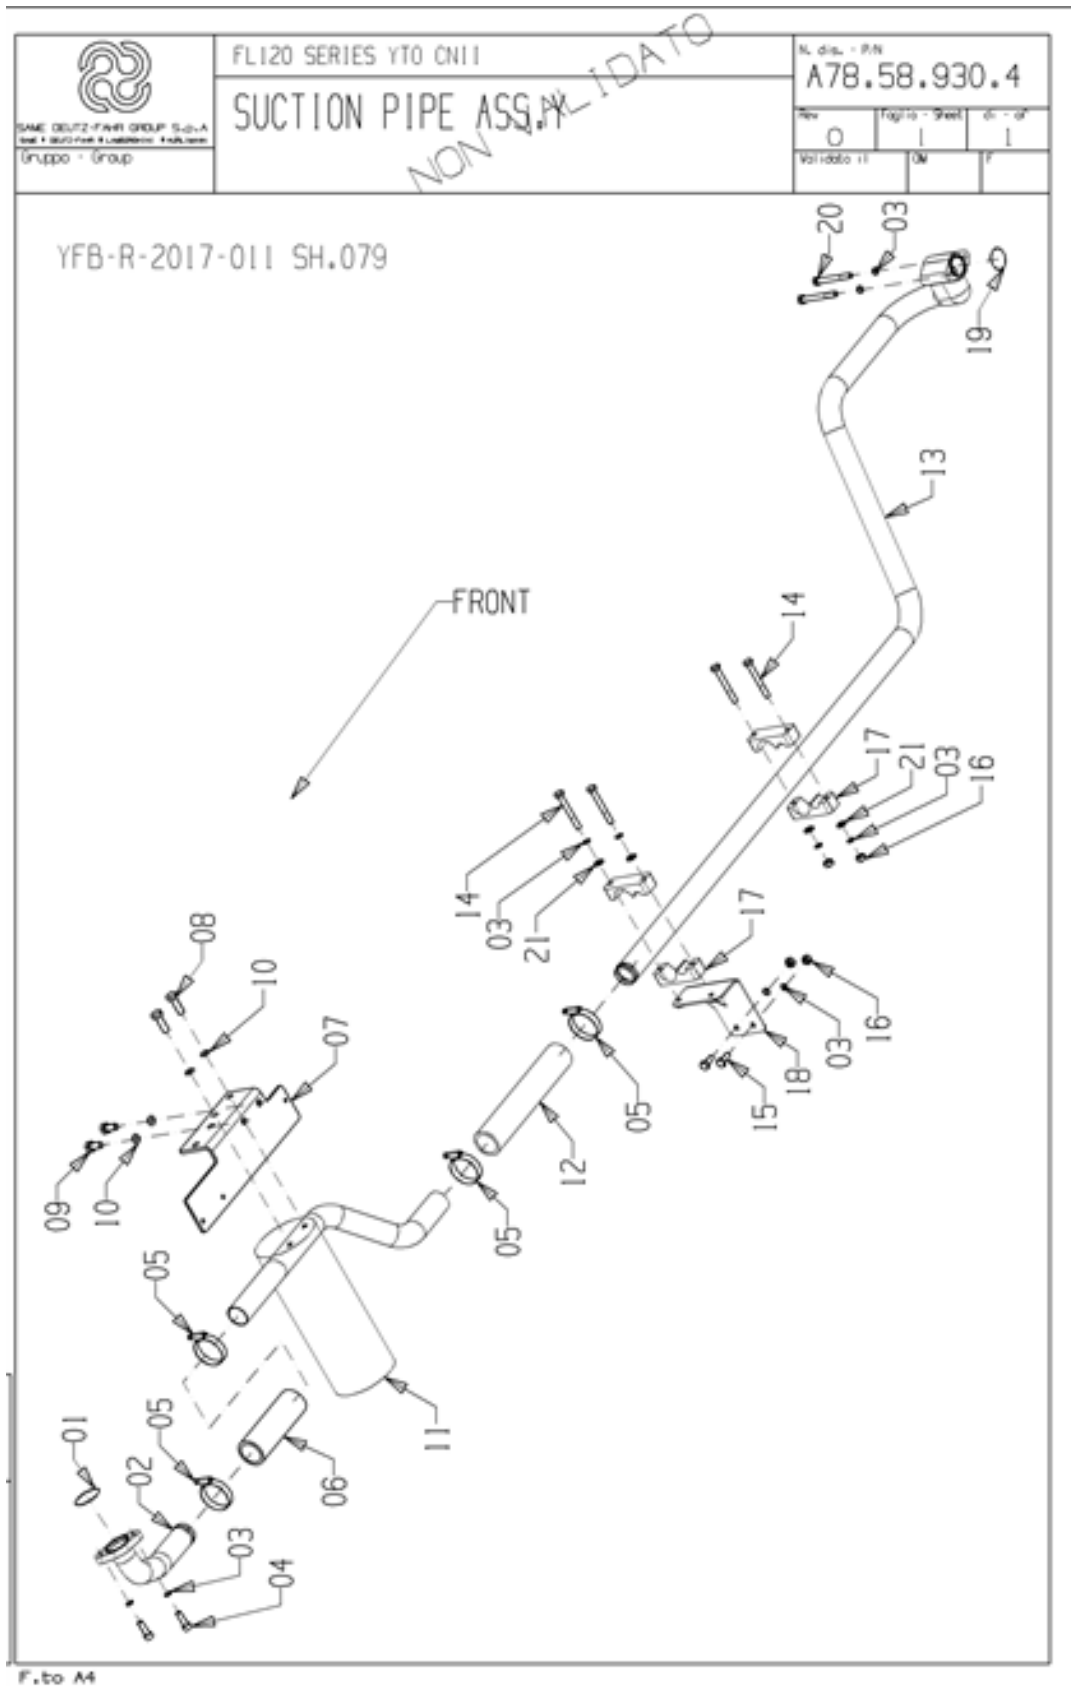 FL120 SERIES YTO CNII
SUCTION PIPE ASS.Y
NON VALIDATO
N. dis. - P/N
A78.58.930.4
Rev
0
Foglio - Sheet
1
di - of
1
Validato il
QM
F
SAME DEUTZ-FAHR GROUP S.p.A
Gruppo - Group
YFB-R-2017-011 SH.079
20
03
19
13
FRONT
14
17
21
03
16
14
03
21
17
16
03
18
15
08
10
07
05
12
09
10
05
05
11
01
05
02
06
03
04
F.to A4